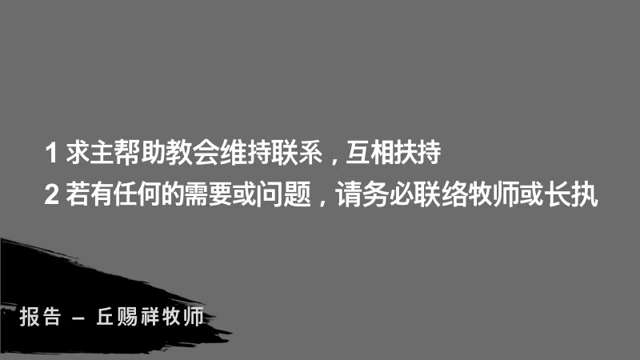 1 求主帮助教会维持联系，互相扶持
2 若有任何的需要或问题，请务必联络牧师或长执
报告 – 丘赐祥牧师